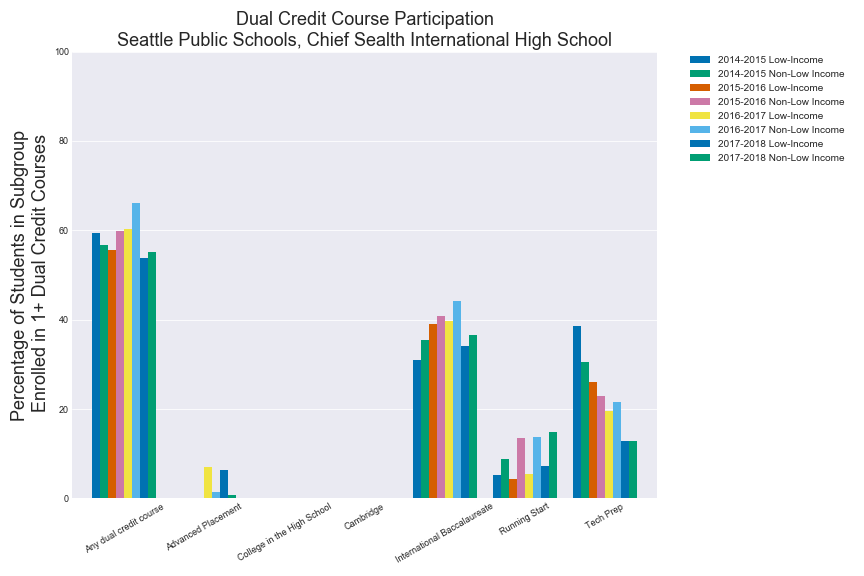 Dual Credit Course Participation
Seattle Public Schools, Chief Sealth International High School
Percentage of Students in Subgroup
Enrolled in 1+ Dual Credit Courses
100
80
60
40
20
0
Any dual credit course
Advanced Placement
College in the High School
Cambridge
International Baccalaureate
Running Start
Tech Prep
2014-2015 Low-Income
2014-2015 Non-Low Income
2015-2016 Low-Income
2015-2016 Non-Low Income
2016-2017 Low-Income
2016-2017 Non-Low Income
2017-2018 Low-Income
2017-2018 Non-Low Income